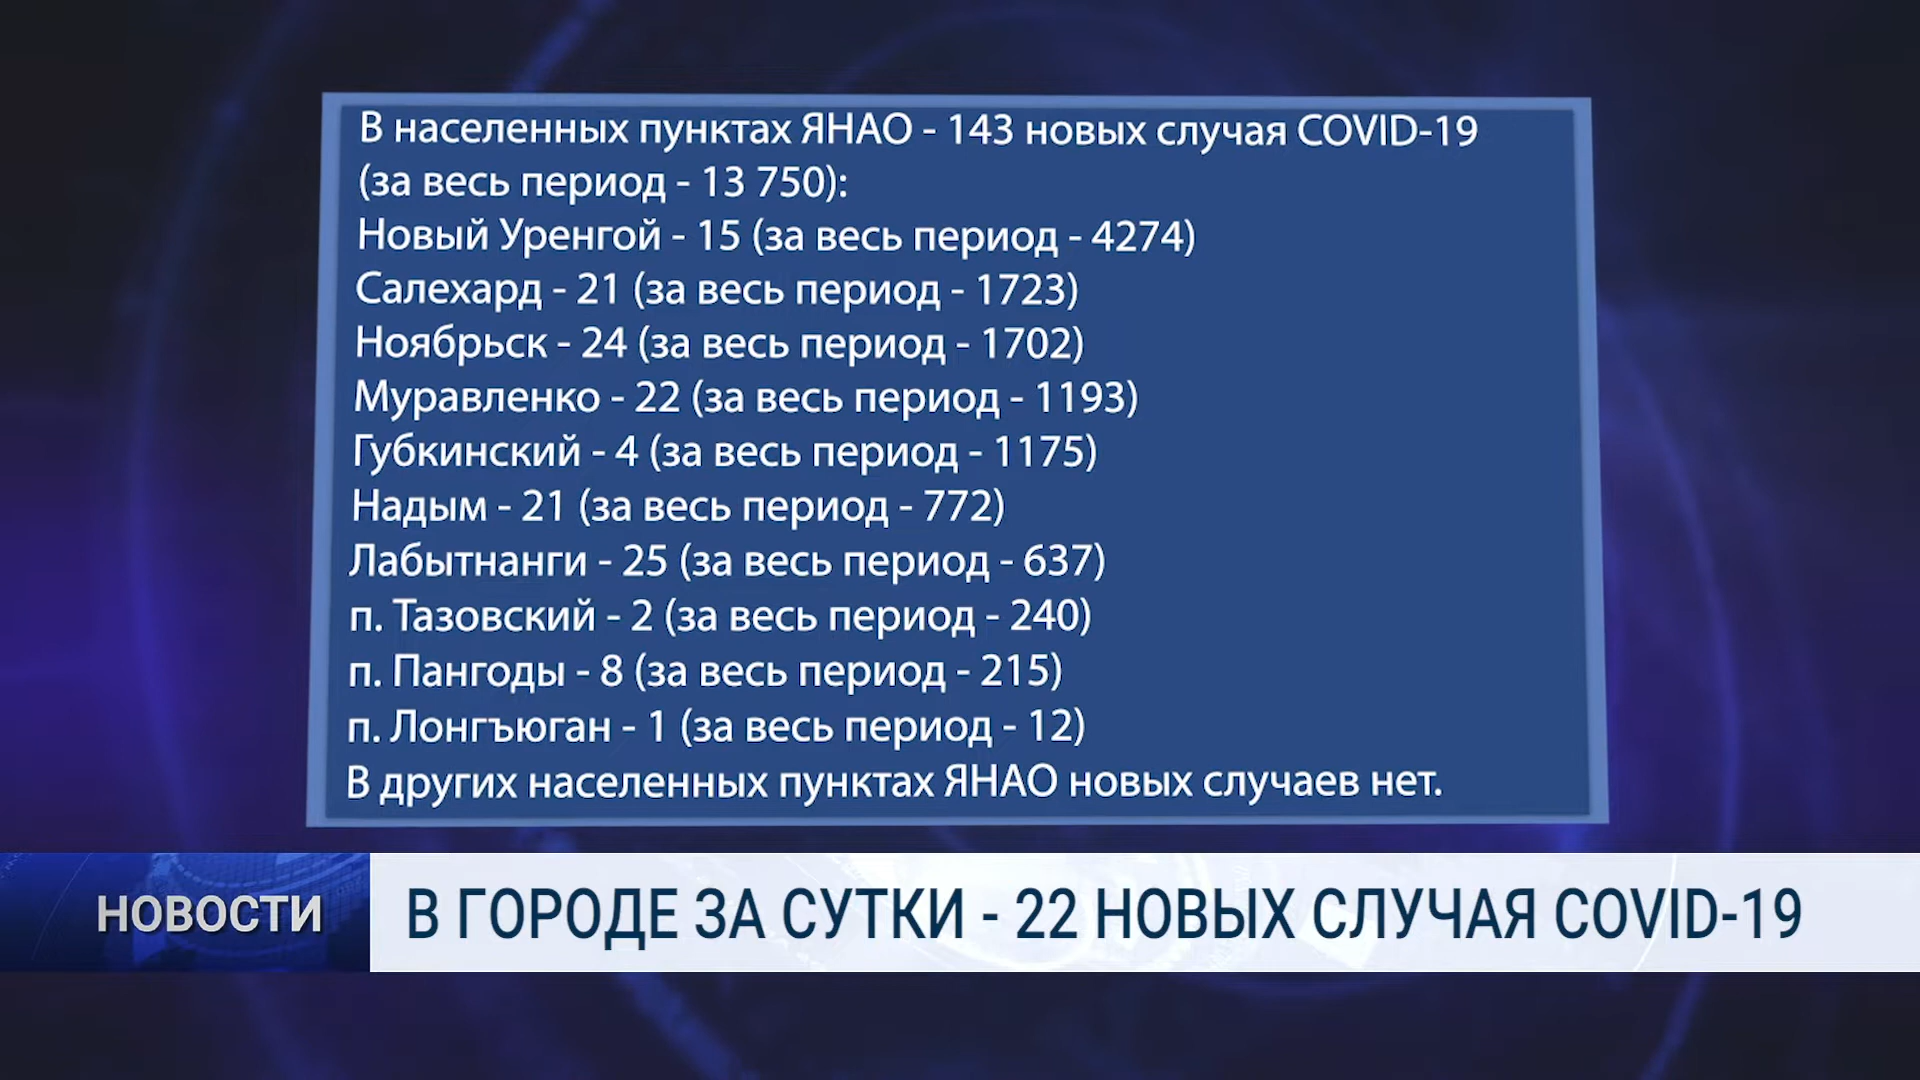 В населенных пунктах ЯНАО - 143 новых случая COVID-19
(за весь период - 13 750):
Новый Уренгой - 15 (за весь период - 4274)
Салехард - 21 (за весь период - 1723)
Ноябрьск - 24 (за весь период - 1702)
Муравленко - 22 (за весь период - 1193)
Губкинский - 4 (за весь период - 1175)
Надым - 21 (за весь период - 772)
Лабытнанги - 25 (за весь период - 637)
п. Тазовский - 2 (за весь период - 240)
п. Пангоды - 8 (за весь период - 215)
п. Лонгъюган - 1 (за весь период - 12)
В других населенных пунктах ЯНАО новых случаев нет.
НОВОСТИ
В ГОРОДЕ ЗА СУТКИ - 22 НОВЫХ СЛУЧАЯ COVID-19